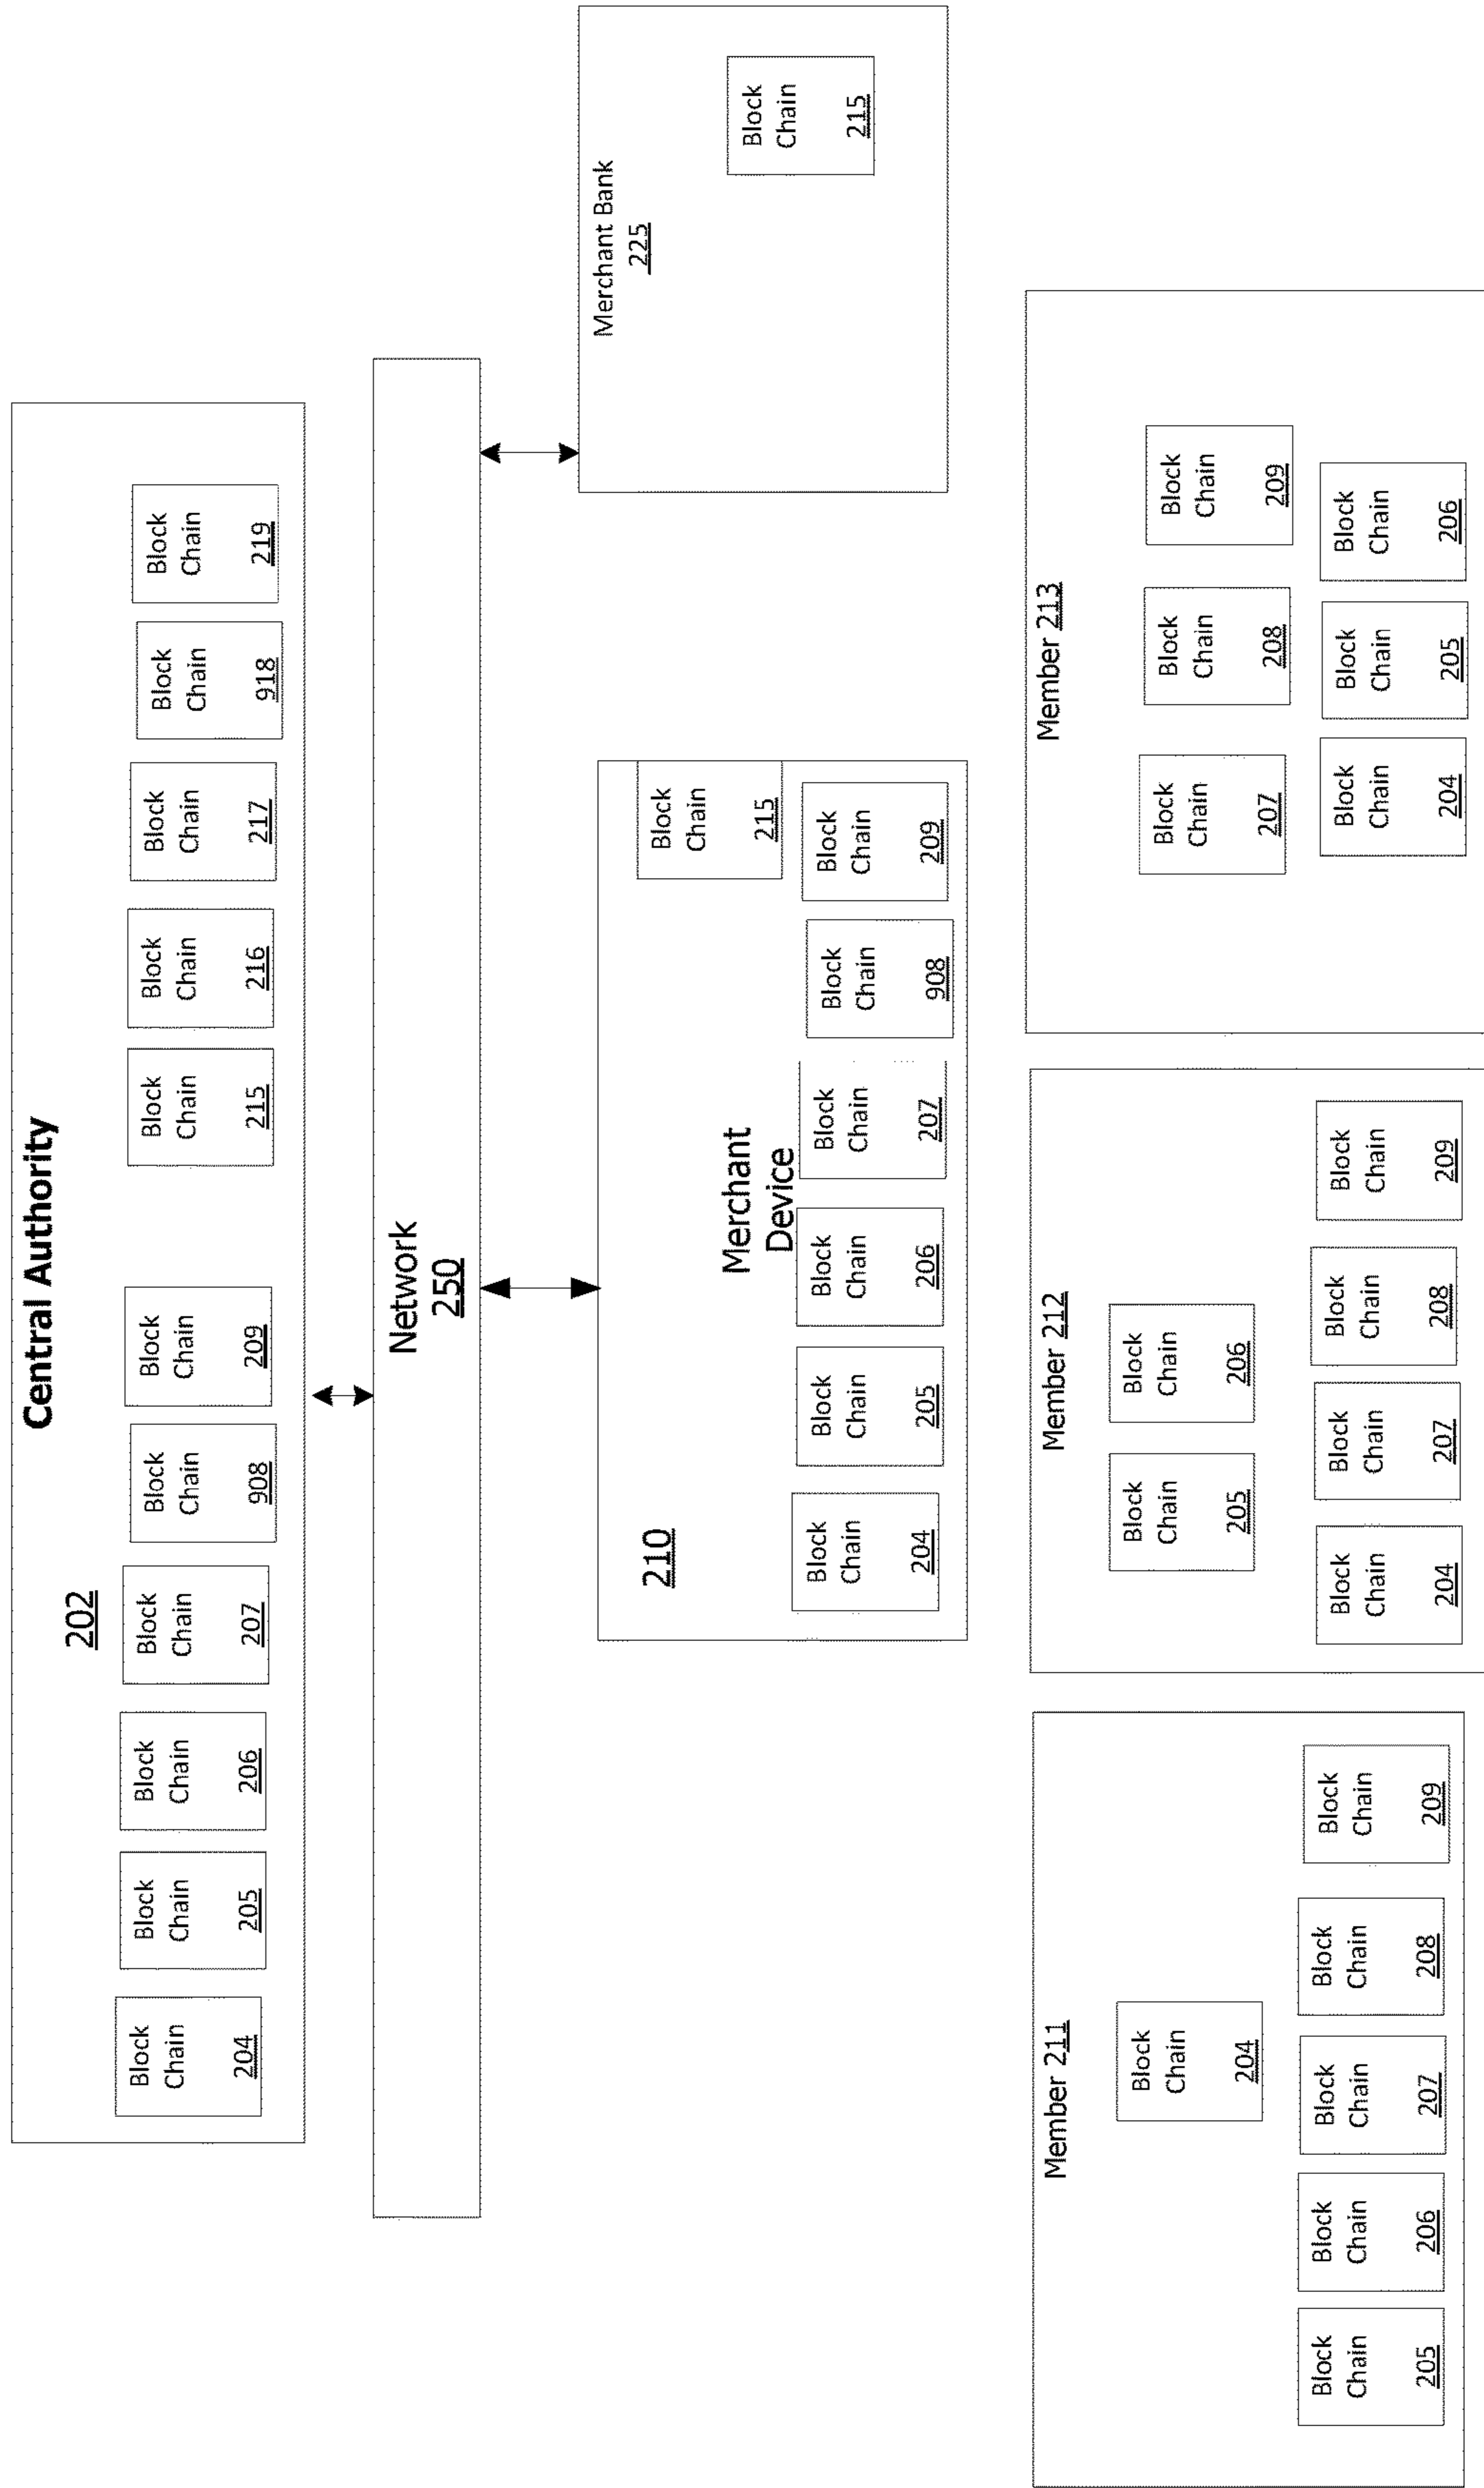 Central Authority
202
Block
Chain
204
Block
Chain
205
Block
Chain
206
Block
Chain
207
Block
Chain
908
Block
Chain
209
Block
Chain
215
Block
Chain
216
Block
Chain
217
Block
Chain
918
Block
Chain
219
Network
250
210
Merchant
Device
Block
Chain
215
Block
Chain
204
Block
Chain
205
Block
Chain
206
Block
Chain
207
Block
Chain
908
Block
Chain
209
Merchant Bank
225
Block
Chain
215
Member 211
Block
Chain
204
Block
Chain
205
Block
Chain
206
Block
Chain
207
Block
Chain
208
Block
Chain
209
Member 212
Block
Chain
205
Block
Chain
206
Block
Chain
204
Block
Chain
207
Block
Chain
208
Block
Chain
209
Member 213
Block
Chain
207
Block
Chain
208
Block
Chain
209
Block
Chain
204
Block
Chain
205
Block
Chain
206